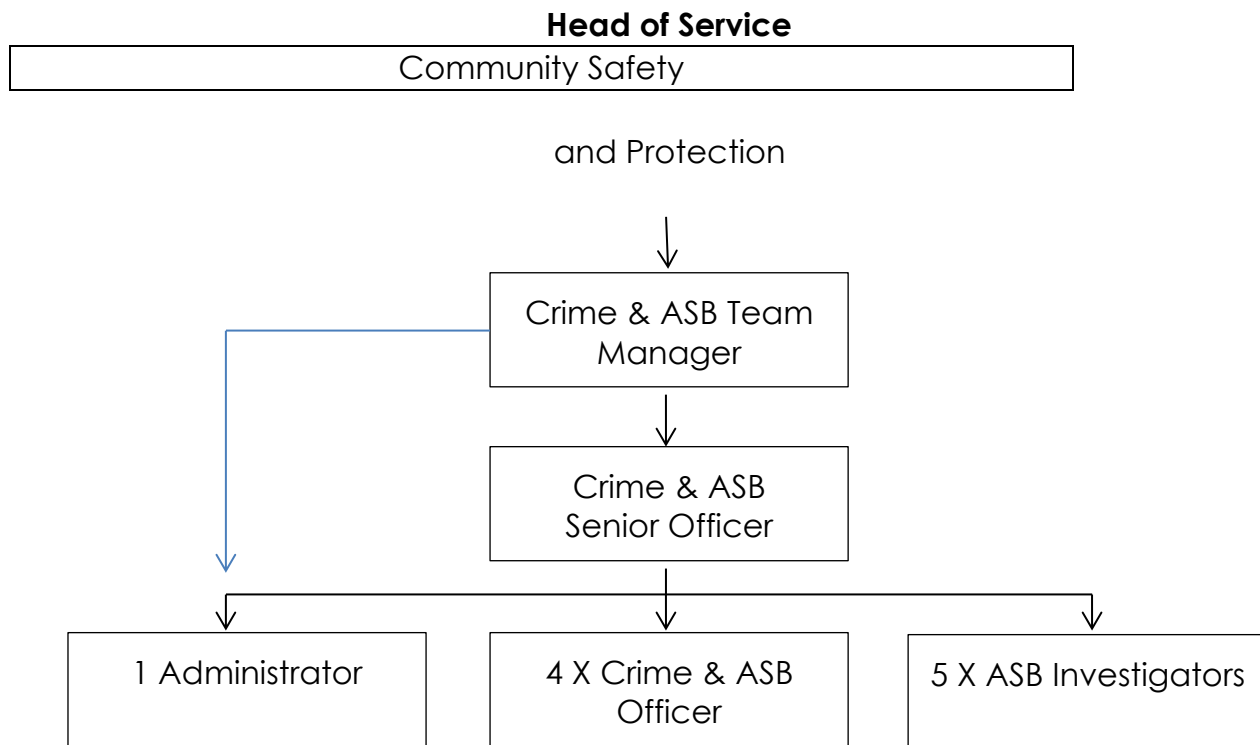 Head of Service
Community Safety
and Protection
Crime & ASB Team
Manager
Crime & ASB
Senior Officer
1 Administrator
4 X Crime & ASB
Officer
5 X ASB Investigators